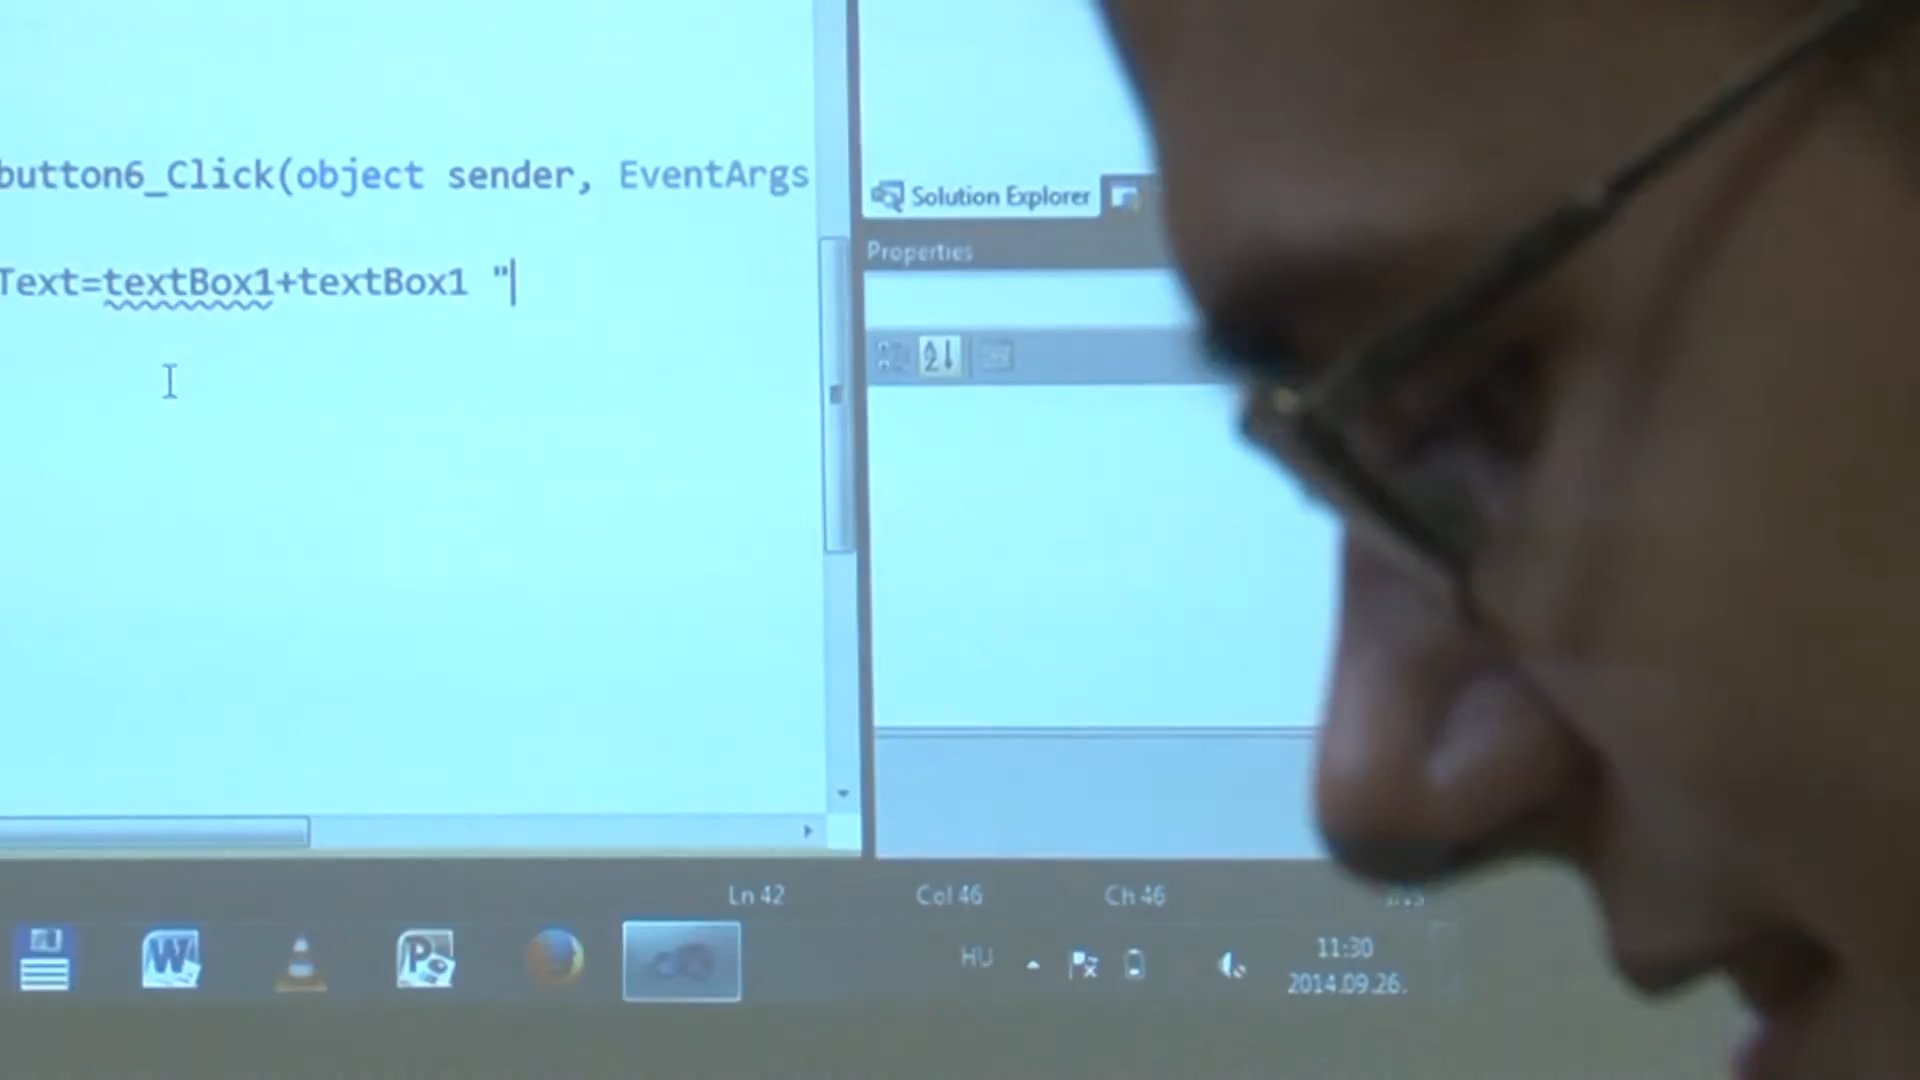 button6_Click(object sender, EventArgs
Solution Explorer
Properties
Text=textBox1+textBox1 "
Ln 42 Col 46 Ch 46
HU 11:30
2014.09.26.